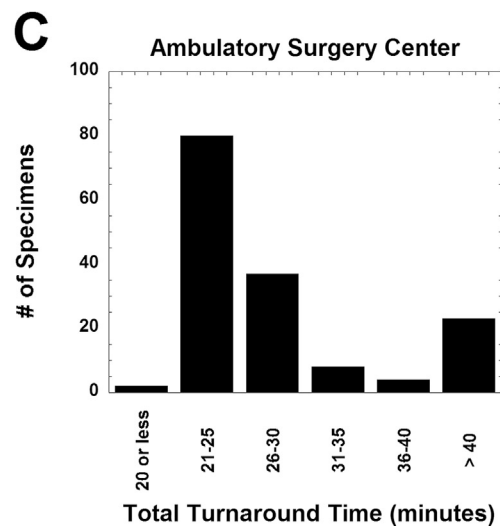 C
Ambulatory Surgery Center
100
80
60
40
20
0
# of Specimens
20 or less
21-25
26-30
31-35
36-40
> 40
Total Turnaround Time (minutes)